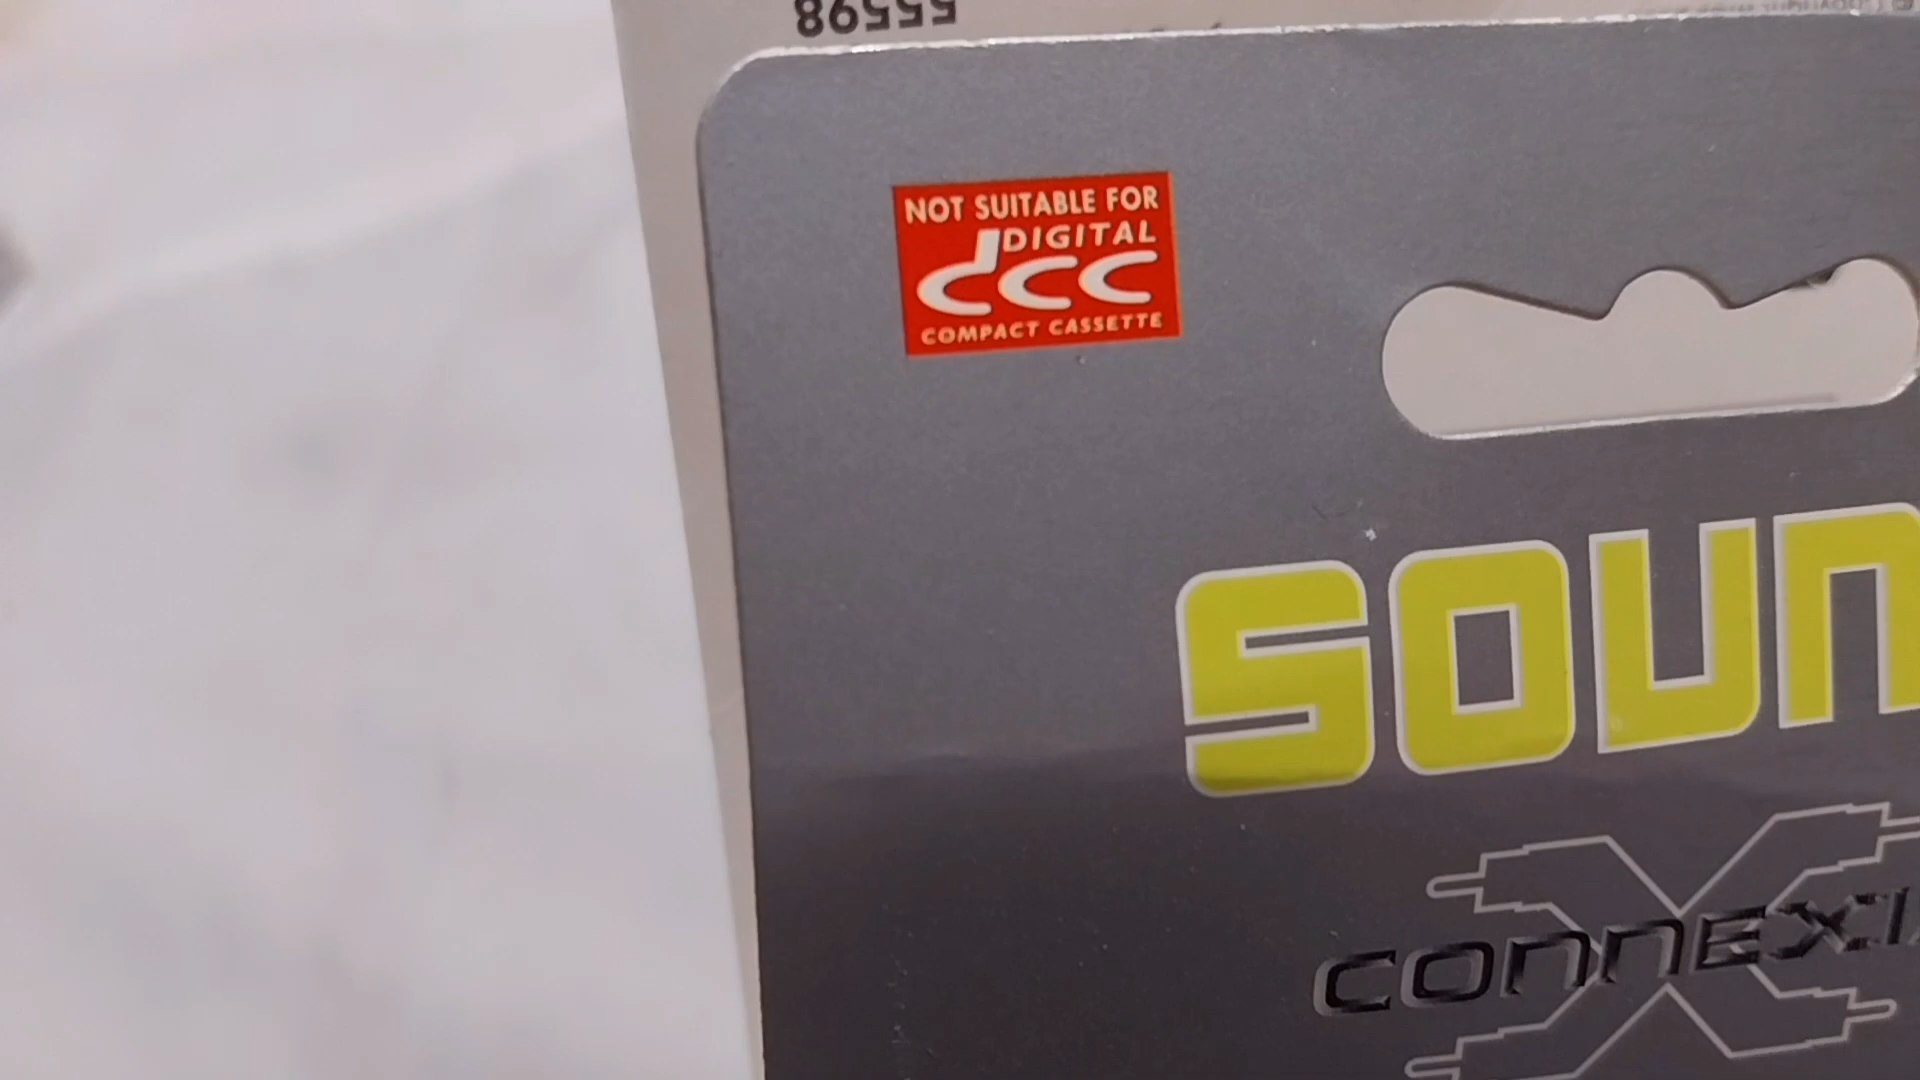 55598
NOT SUITABLE FOR
DIGITAL
dcc
COMPACT CASSETTE
SOUN
CONNEXI